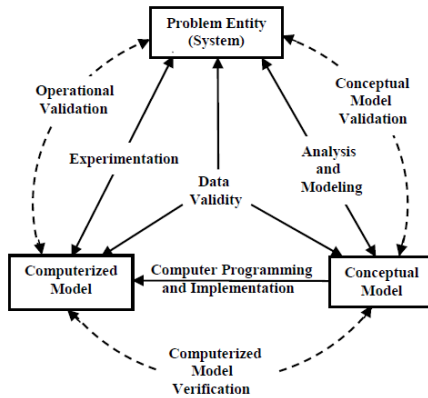 Problem Entity
(System)
Operational
Validation
Conceptual
Model
Validation
Experimentation
Analysis
and
Modeling
Data
Validity
Computerized
Model
Computer Programming
and Implementation
Conceptual
Model
Computerized
Model
Verification